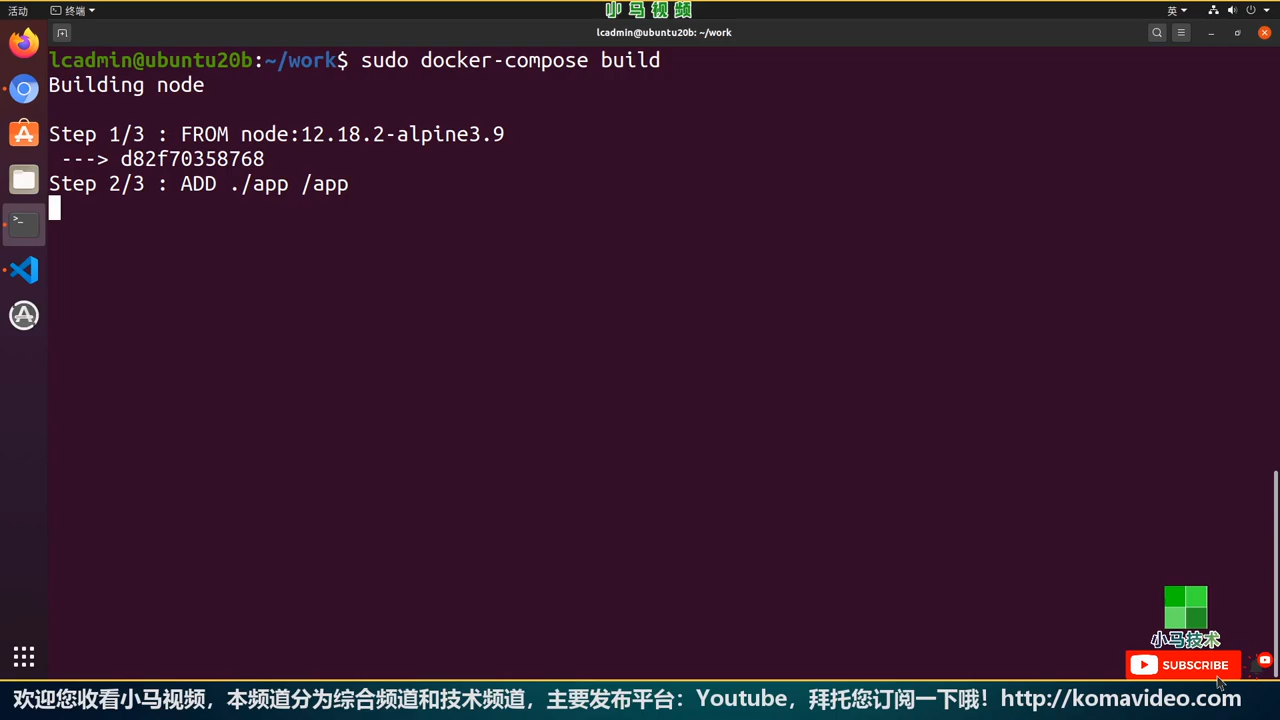 活动
终端
小马视频
英
lcadmin@ubuntu20b: ~/work
lcadmin@ubuntu20b:~/work$ sudo docker-compose build
Building node
Step 1/3 : FROM node:12.18.2-alpine3.9
 ---> d82f70358768
Step 2/3 : ADD ./app /app
小马技术
SUBSCRIBE
欢迎您收看小马视频，本频道分为综合频道和技术频道，主要发布平台：Youtube，拜托您订阅一下哦！http://komavideo.com